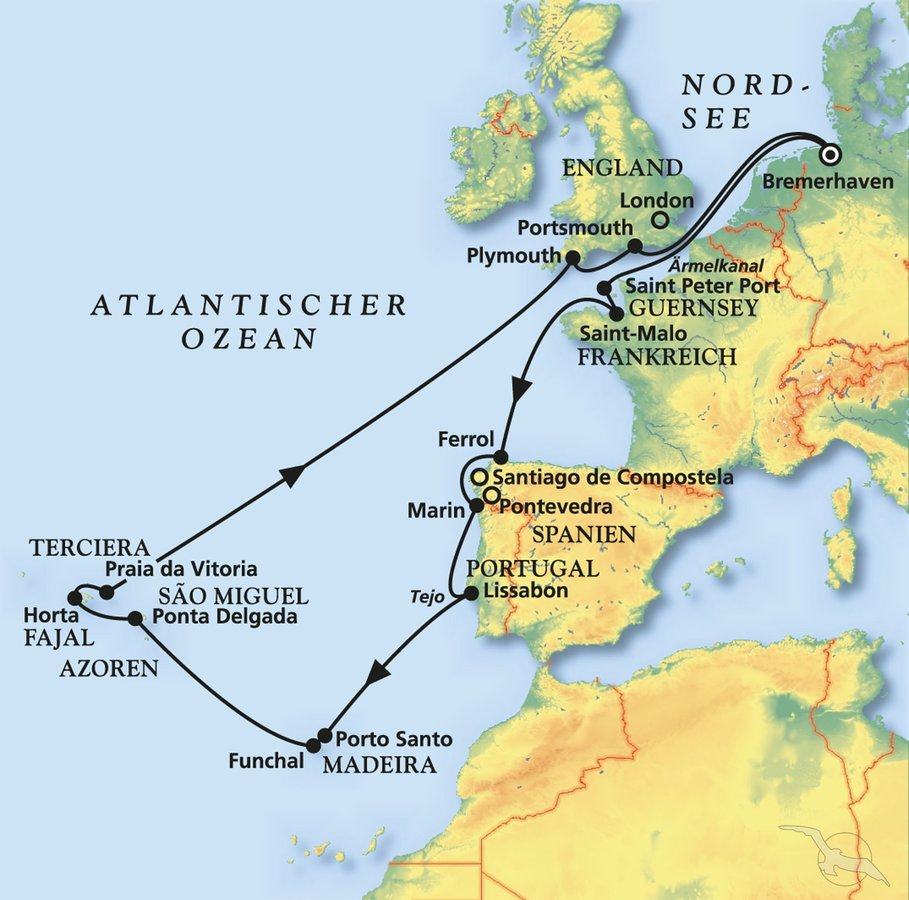 NORD-
SEE
ENGLAND
Bremerhaven
London
Portsmouth
Plymouth
Ärmelkanal
Saint Peter Port
GUERNSEY
Saint-Malo
FRANKREICH
ATLANTISCHER
OZEAN
Ferrol
Santiago de Compostela
Marin
Pontevedra
SPANIEN
PORTUGAL
Tejo
Lissabon
TERCIERA
Praia da Vitoria
SÃO MIGUEL
Horta
Ponta Delgada
FAJAL
AZOREN
Porto Santo
Funchal
MADEIRA